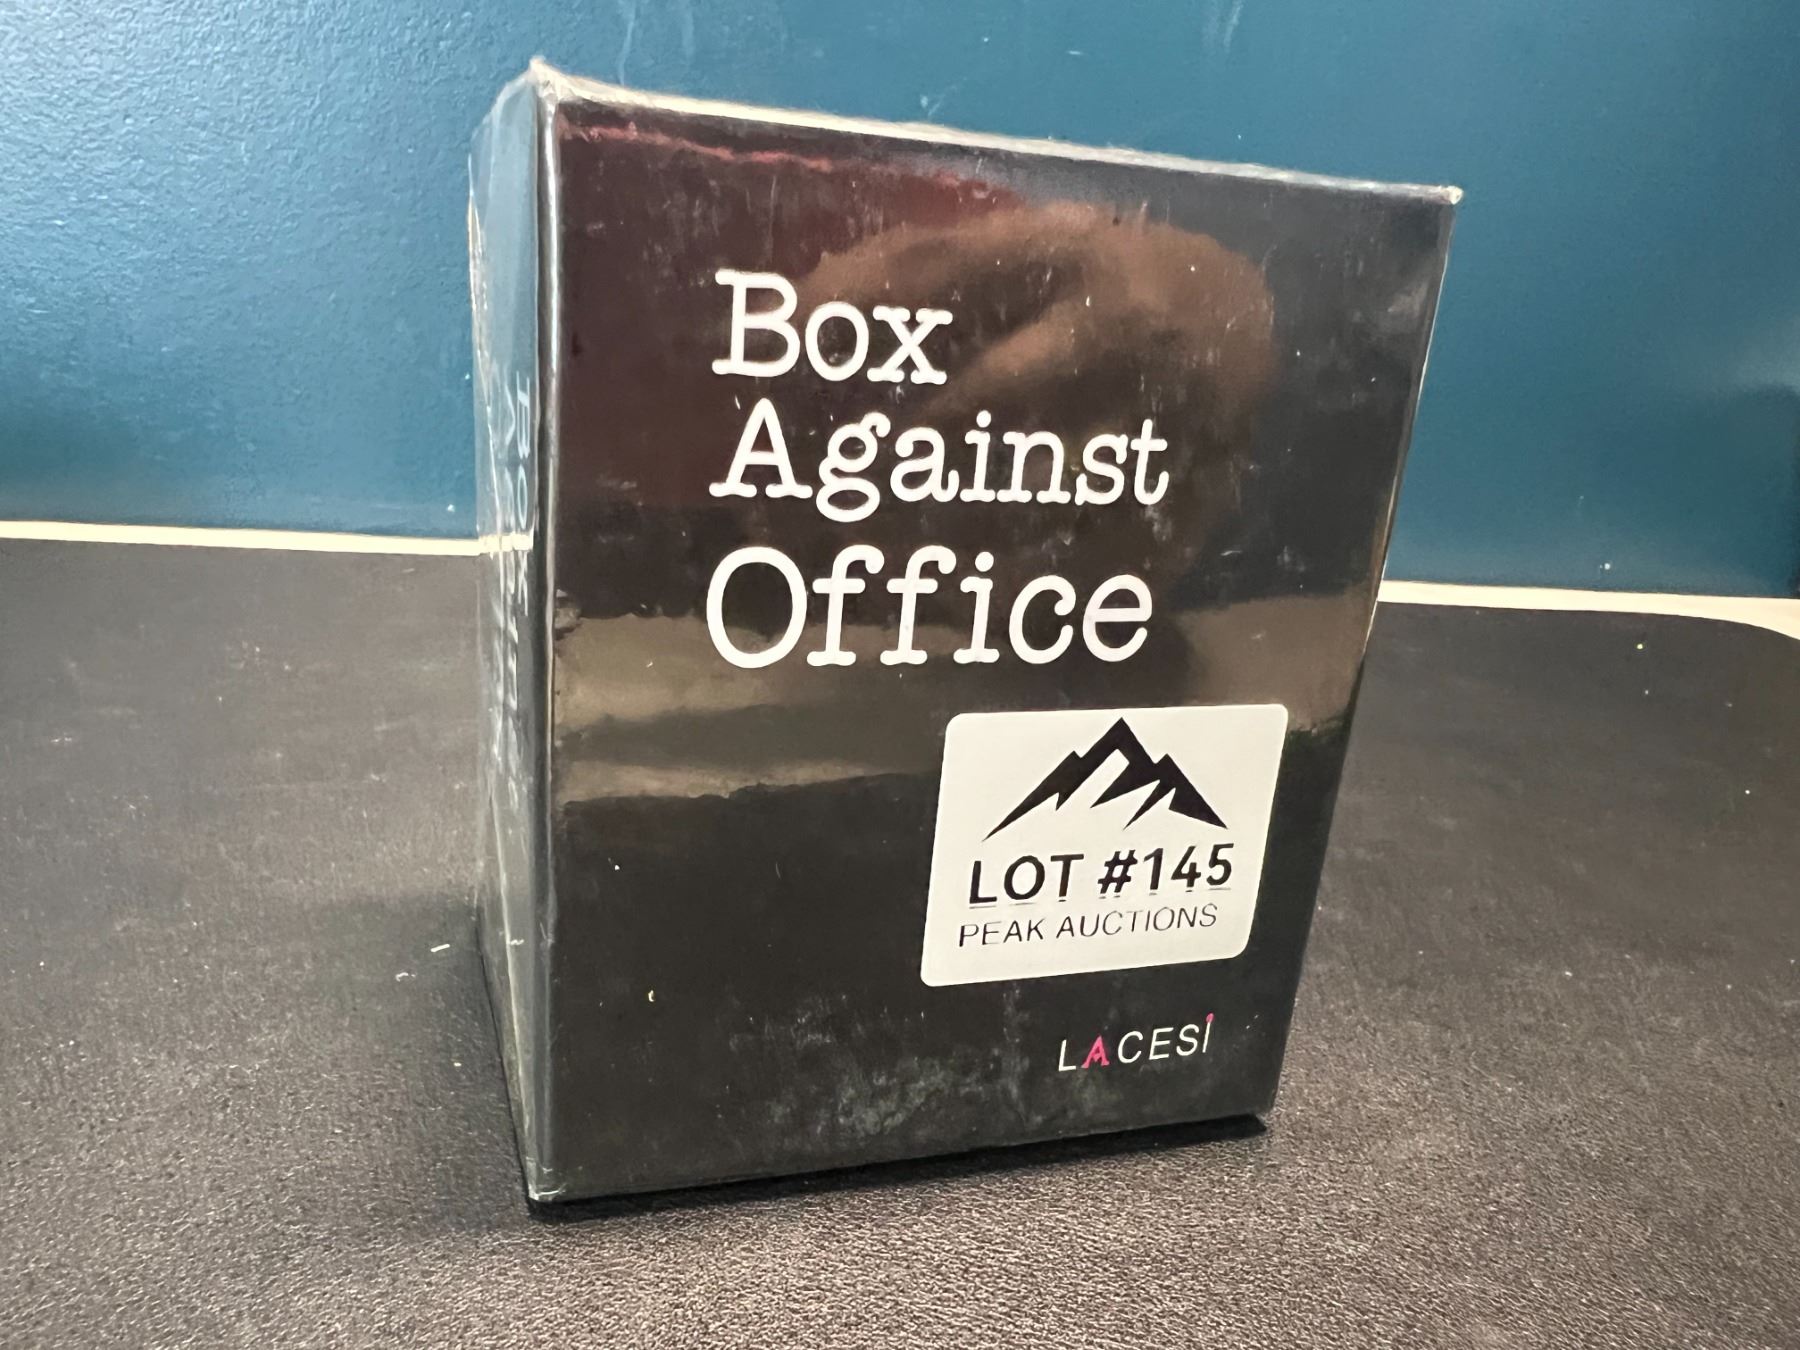 Box
Against
Office
LOT #145
PEAK AUCTIONS
LACESI